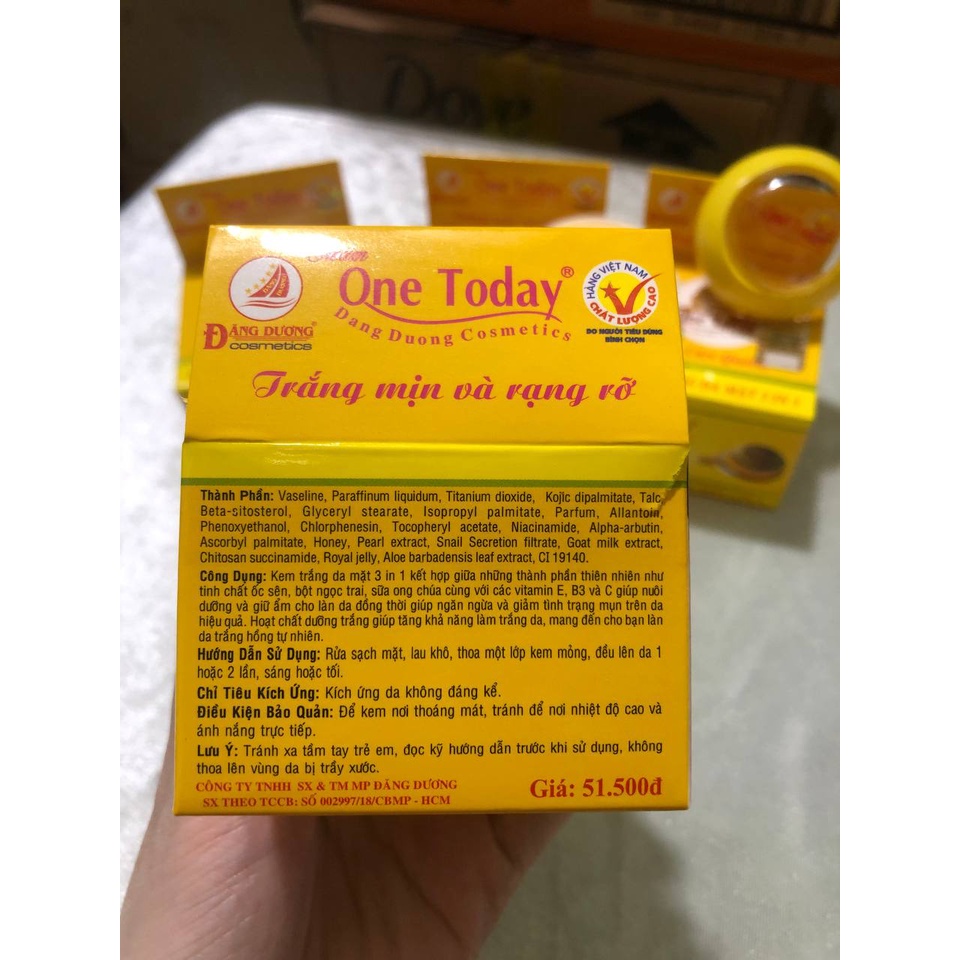 Dove
One Today
One Today
One Today®
Dang Duong Cosmetics
ĐĂNG DƯƠNG®
cosmetics
HÀNG VIỆT NAM
CHẤT LƯỢNG CAO
DO NGƯỜI TIÊU DÙNG
BÌNH CHỌN
Trắng mịn và rạng rỡ
Thành Phần: Vaseline, Paraffinum liquidum, Titanium dioxide, Kojic dipalmitate, Talc,
Beta-sitosterol, Glyceryl stearate, Isopropyl palmitate, Parfum, Allantoin,
Phenoxyethanol, Chlorphenesin, Tocopheryl acetate, Niacinamide, Alpha-arbutin,
Ascorbyl palmitate, Honey, Pearl extract, Snail Secretion filtrate, Goat milk extract,
Chitosan succinamide, Royal jelly, Aloe barbadensis leaf extract, CI 19140.
Công Dụng: Kem trắng da mặt 3 in 1 kết hợp giữa những thành phần thiên nhiên như
tinh chất ốc sên, bột ngọc trai, sữa ong chúa cùng với các vitamin E, B3 và C giúp nuôi
dưỡng và giữ ẩm cho làn da đồng thời giúp ngăn ngừa và giảm tình trạng mụn trên da
hiệu quả. Hoạt chất dưỡng trắng giúp tăng khả năng làm trắng da, mang đến cho bạn làn
da trắng hồng tự nhiên.
Hướng Dẫn Sử Dụng: Rửa sạch mặt, lau khô, thoa một lớp kem mỏng, đều lên da 1
hoặc 2 lần, sáng hoặc tối.
Chỉ Tiêu Kích Ứng: Kích ứng da không đáng kể.
Điều Kiện Bảo Quản: Để kem nơi thoáng mát, tránh để nơi nhiệt độ cao và
ánh nắng trực tiếp.
Lưu Ý: Tránh xa tầm tay trẻ em, đọc kỹ hướng dẫn trước khi sử dụng, không
thoa lên vùng da bị trầy xước.
CÔNG TY TNHH SX & TM MP ĐĂNG DƯƠNG
SX THEO TCCB: SỐ 002997/18/CBMP - HCM
Giá: 51.500đ